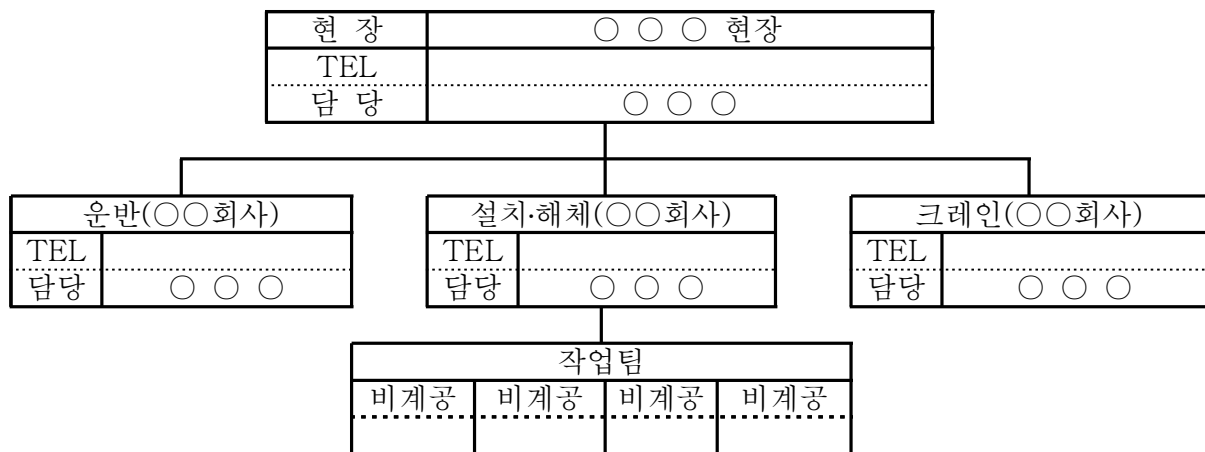 현 장 ○ ○ ○ 현장
TEL
담 당 ○ ○ ○
운반(○○회사) 설치·해체(○○회사) 크레인(○○회사)
TEL TEL TEL
담당 ○ ○ ○ 담당 ○ ○ ○ 담당 ○ ○ ○
작업팀
비계공 비계공 비계공 비계공